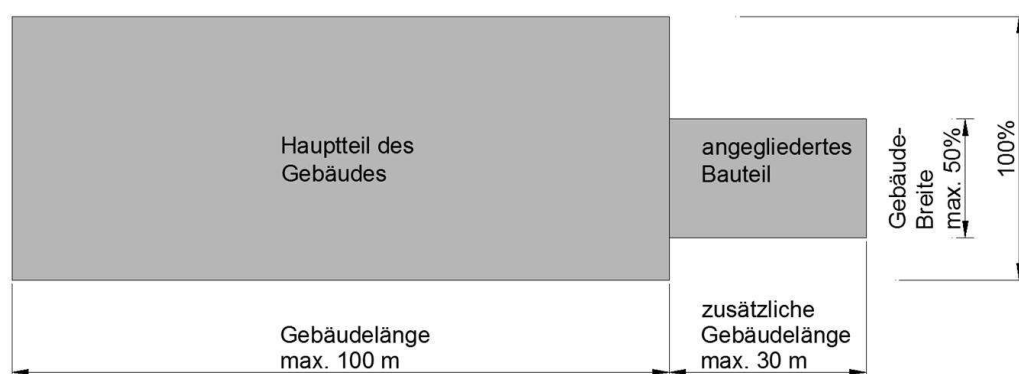 Hauptteil des
Gebäudes
angegliedertes
Bauteil
Gebäude-
Breite
max. 50%
100%
Gebäudelänge
max. 100 m
zusätzliche
Gebäudelänge
max. 30 m